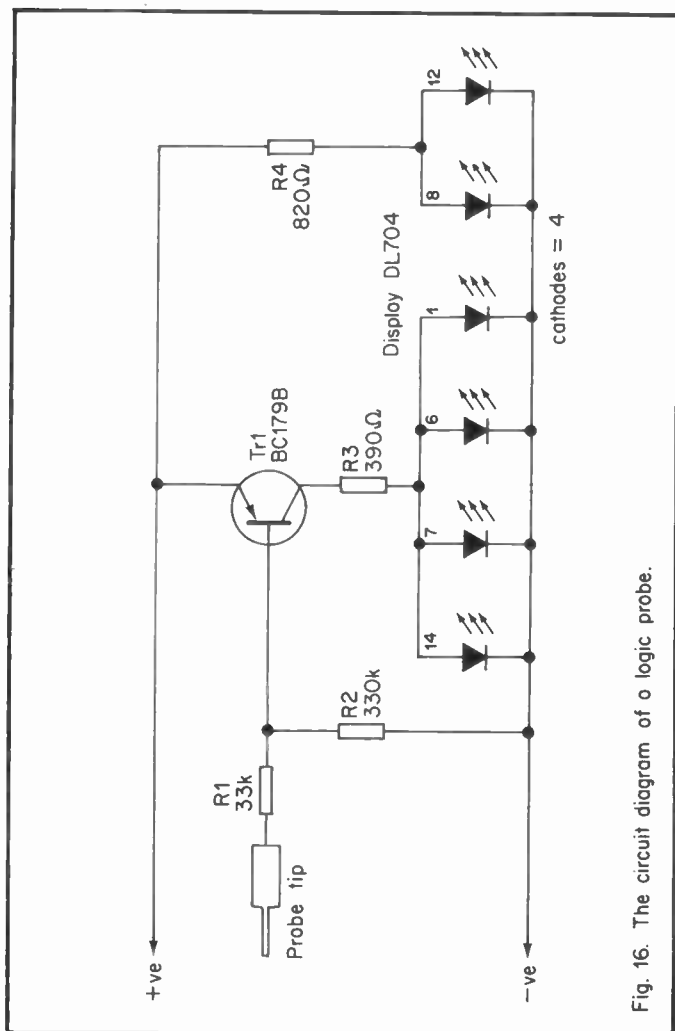 +ve
Tr1
BC179B
R4
820Ω
R1
33k
Probe tip
R2
330k
R3
390Ω
Display DL704
14
7
6
1
8
12
cathodes = 4
−ve
Fig. 16. The circuit diagram of o logic probe.